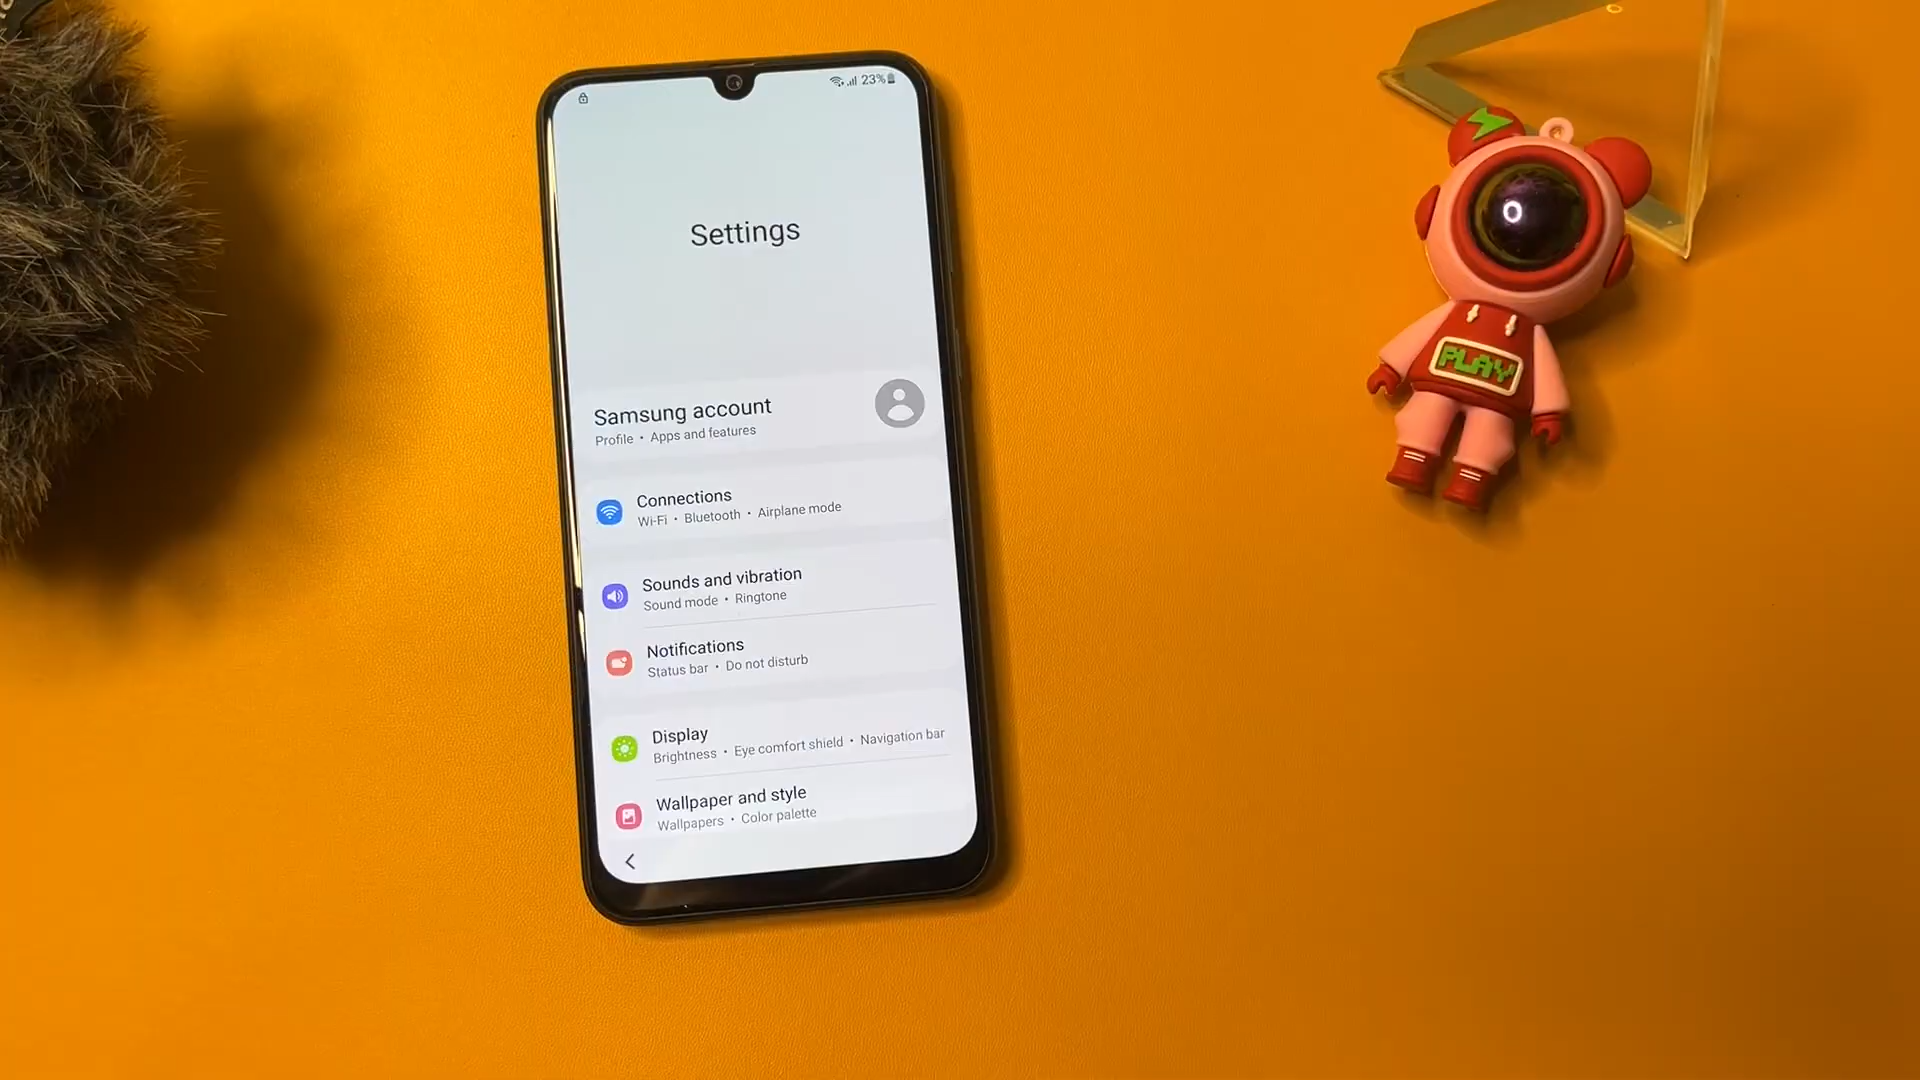 23%
Settings
Samsung account
Profile • Apps and features
Connections
Wi-Fi • Bluetooth • Airplane mode
Sounds and vibration
Sound mode • Ringtone
Notifications
Status bar • Do not disturb
Display
Brightness • Eye comfort shield • Navigation bar
Wallpaper and style
Wallpapers • Color palette
PLAY